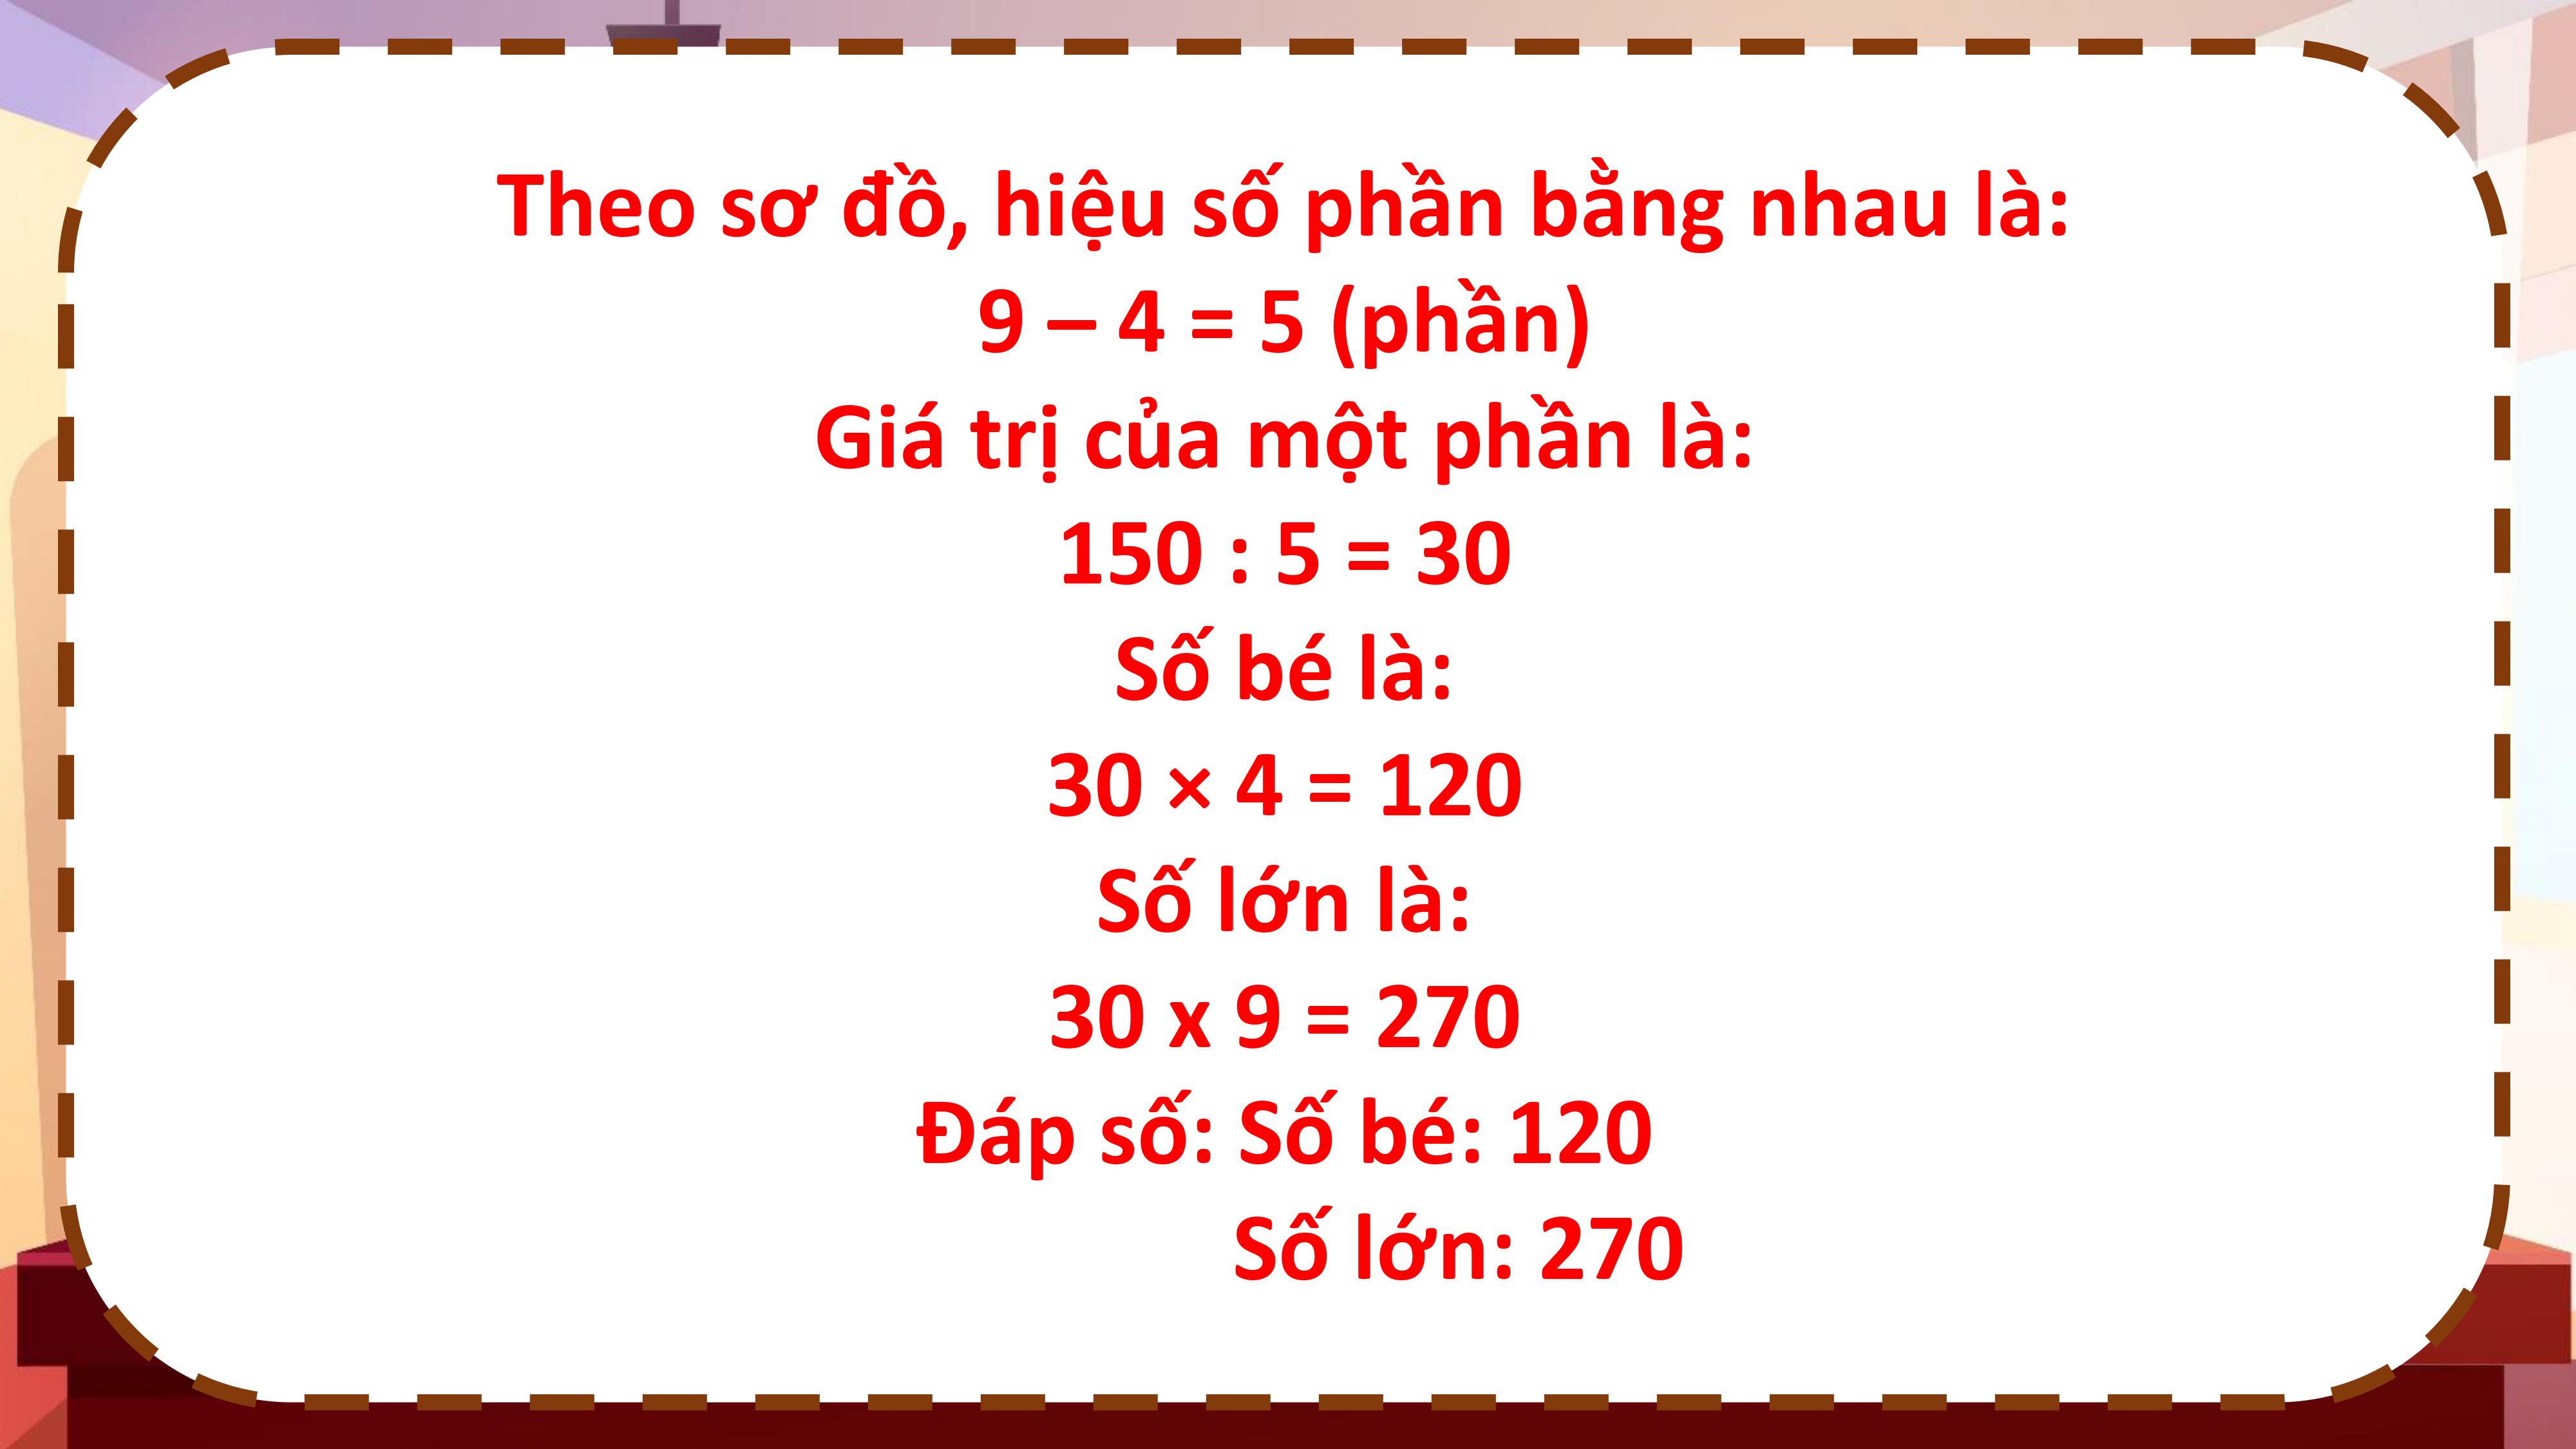 Theo sơ đồ, hiệu số phần bằng nhau là:
9 – 4 = 5 (phần)
Giá trị của một phần là:
150 : 5 = 30
Số bé là:
30 × 4 = 120
Số lớn là:
30 x 9 = 270
Đáp số: Số bé: 120
Số lớn: 270